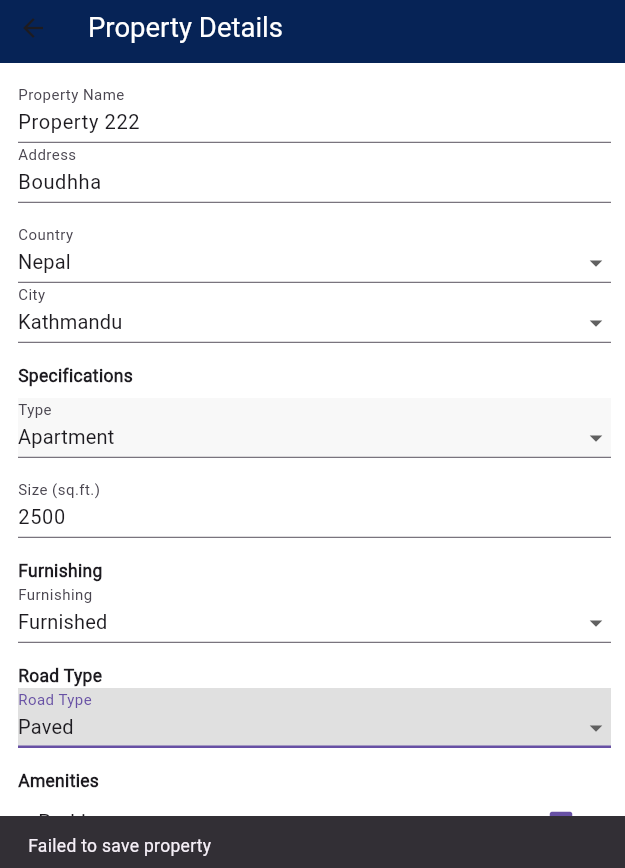 Property Details
Property Name
Property 222
Address
Boudhha
Country
Nepal
City
Kathmandu
Specifications
Type
Apartment
Size (sq.ft.)
2500
Furnishing
Furnishing
Furnished
Road Type
Road Type
Paved
Amenities
Failed to save property